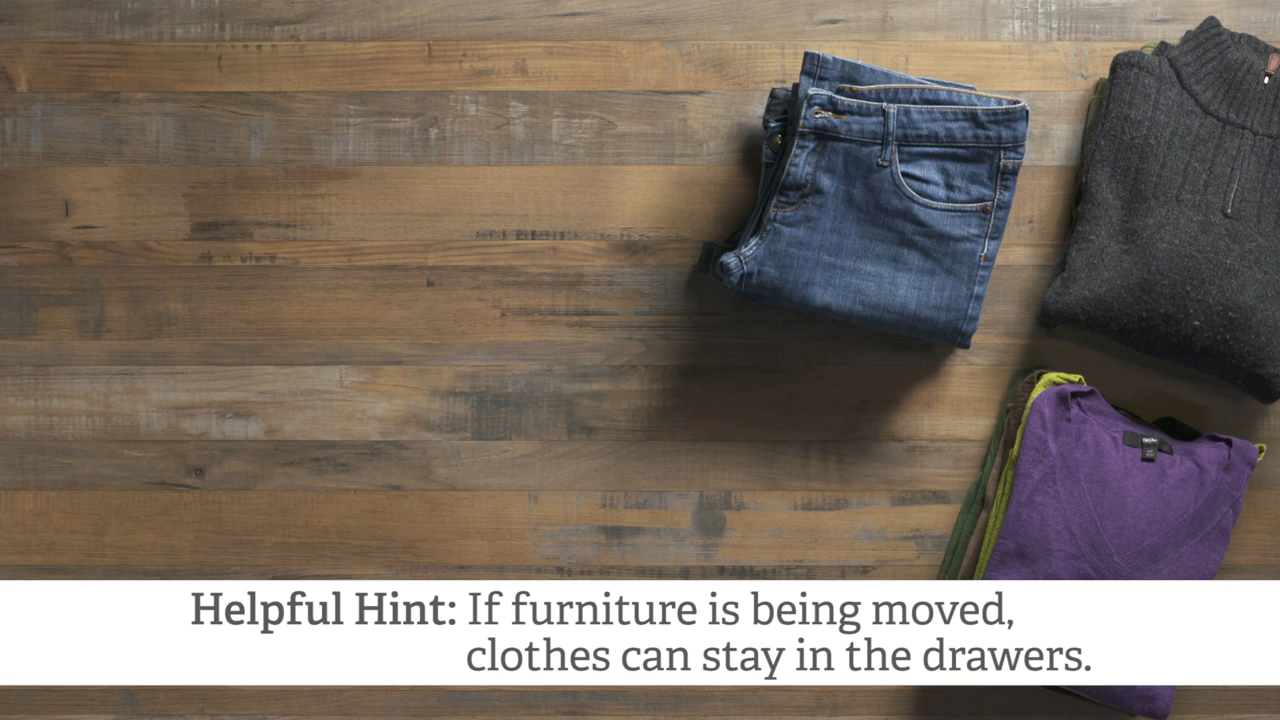 Helpful Hint: If furniture is being moved,
clothes can stay in the drawers.